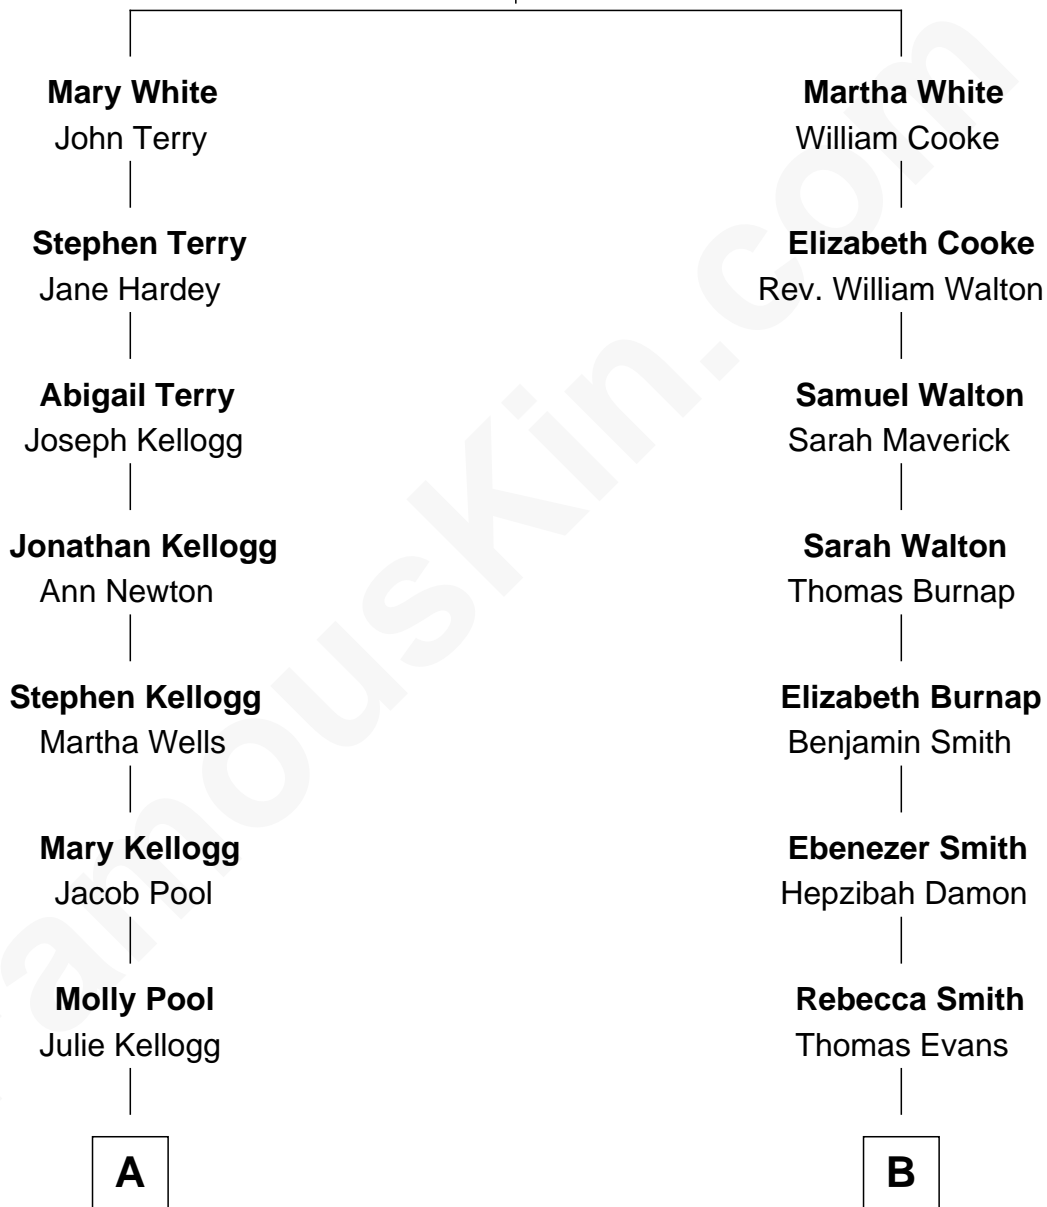 Mary White
John Terry
Martha White
William Cooke
Stephen Terry
Jane Hardey
Elizabeth Cooke
Rev. William Walton
Abigail Terry
Joseph Kellogg
Samuel Walton
Sarah Maverick
Jonathan Kellogg
Ann Newton
Sarah Walton
Thomas Burnap
Stephen Kellogg
Martha Wells
Elizabeth Burnap
Benjamin Smith
Mary Kellogg
Jacob Pool
Ebenezer Smith
Hepzibah Damon
Molly Pool
Julie Kellogg
Rebecca Smith
Thomas Evans
A
B
amouskin.com